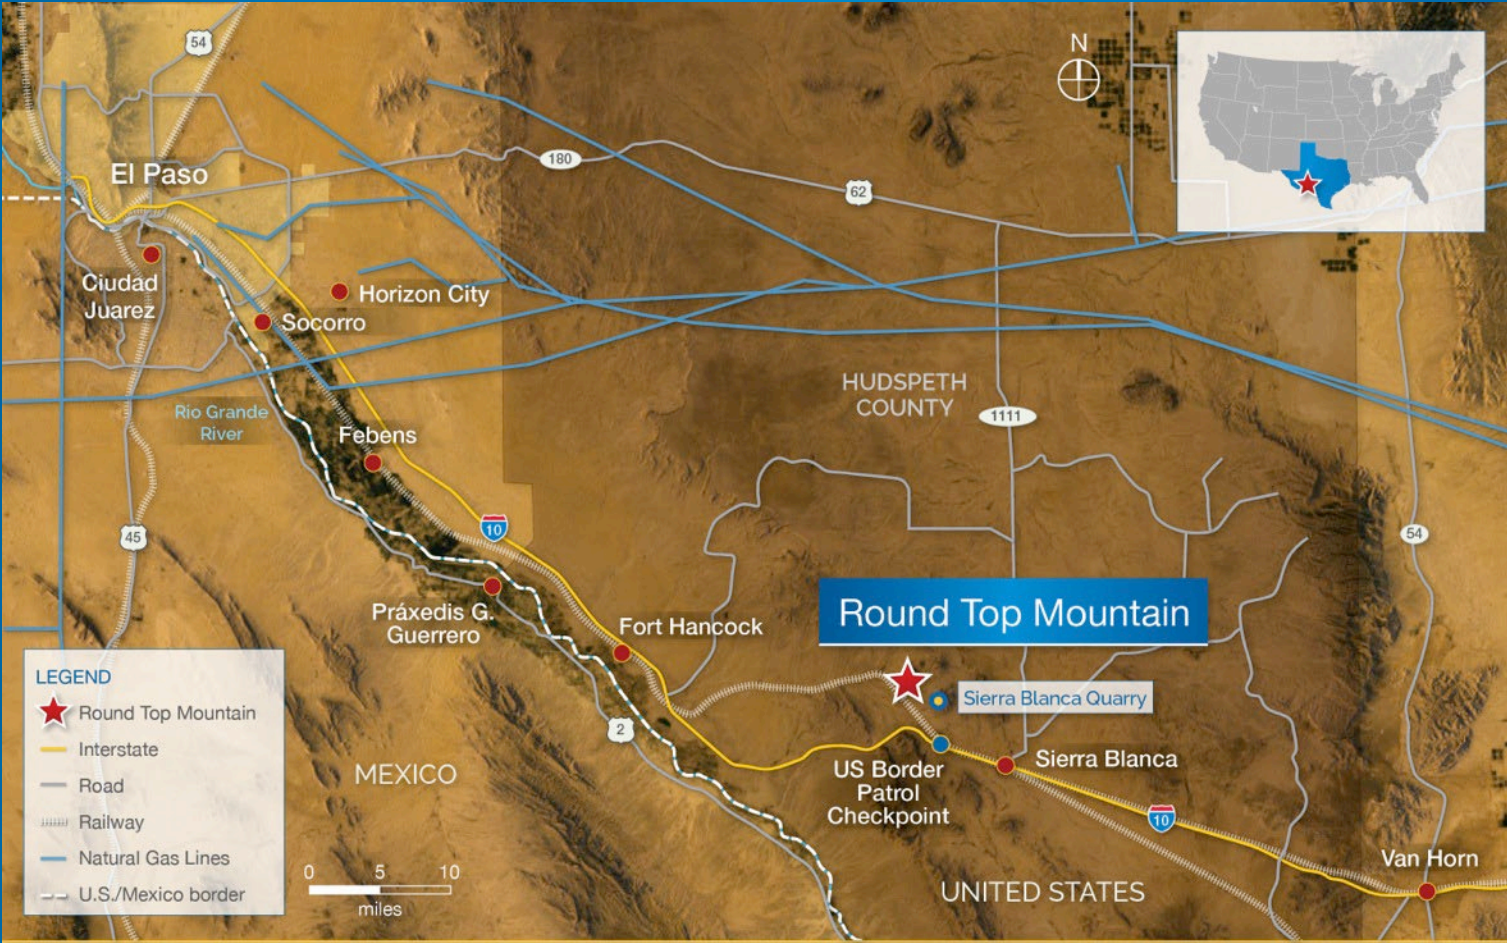 54
N
El Paso
180
62
Ciudad
Juarez
Horizon City
Socorro
HUDSPETH
COUNTY
1111
Rio Grande
River
Febens
10
45
54
Práxedis G.
Guerrero
Fort Hancock
Round Top Mountain
Sierra Blanca Quarry
2
MEXICO
US Border
Patrol
Checkpoint
Sierra Blanca
10
Van Horn
UNITED STATES
LEGEND
Round Top Mountain
Interstate
Road
Railway
Natural Gas Lines
U.S./Mexico border
0 5 10
miles